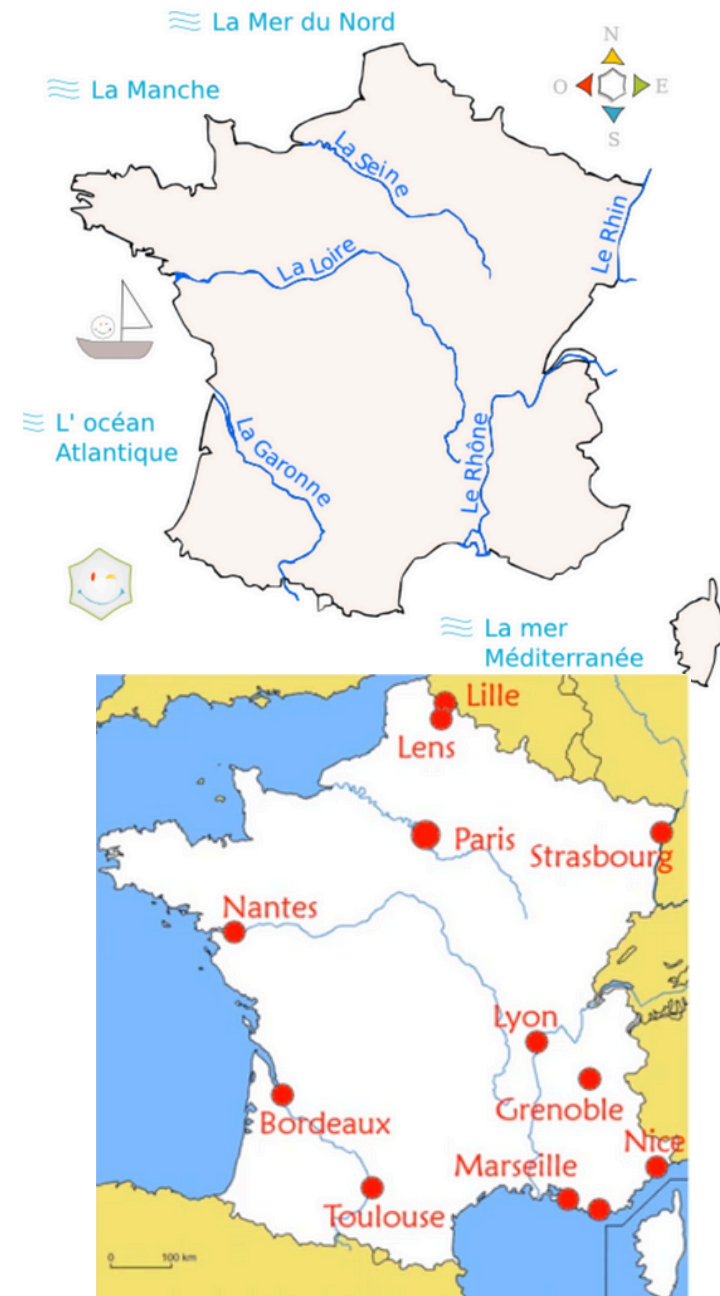 La Mer du Nord
La Manche
N
O
E
S
La Seine
Le Rhin
La Loire
L' océan
Atlantique
La Garonne
Le Rhône
La mer
Méditerranée
Lille
Lens
Paris
Strasbourg
Nantes
Lyon
Grenoble
Bordeaux
Nice
Marseille
Toulouse
0
100 km